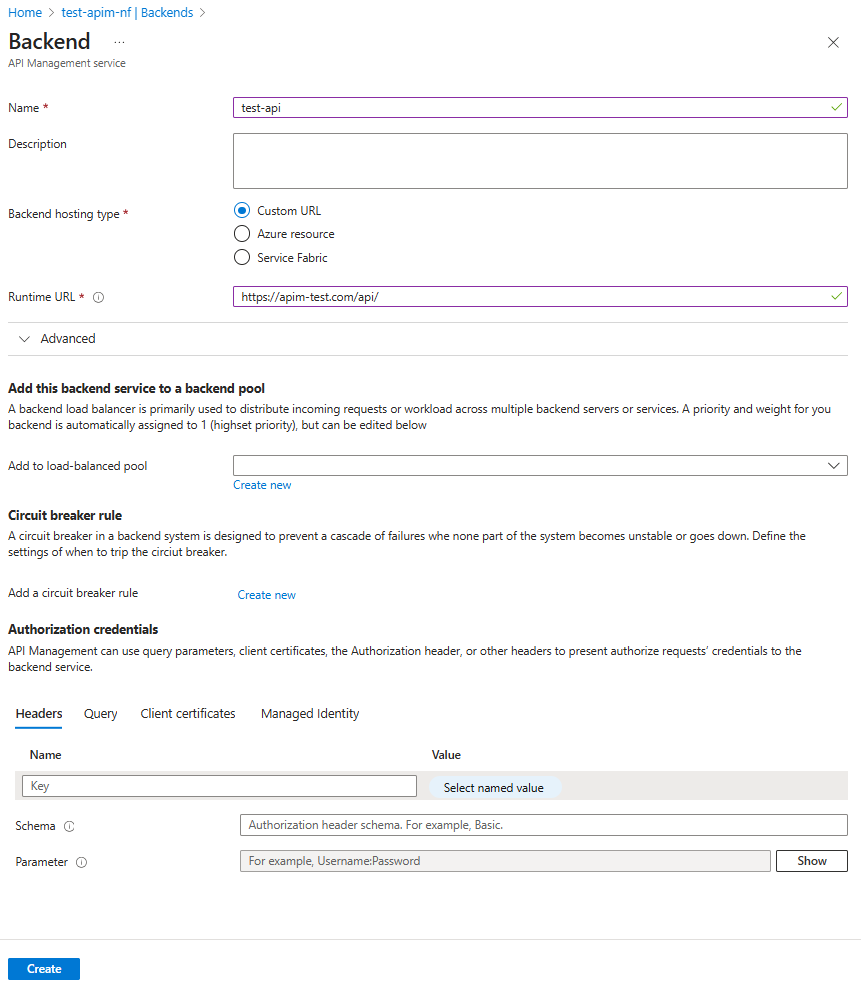 Home > test-apim-nf | Backends >
Backend ...
API Management service
Name * test-api
Description
Backend hosting type * Custom URL
Azure resource
Service Fabric
Runtime URL * https://apim-test.com/api/
Advanced
Add this backend service to a backend pool
A backend load balancer is primarily used to distribute incoming requests or workload across multiple backend servers or services. A priority and weight for you
backend is automatically assigned to 1 (highset priority), but can be edited below
Add to load-balanced pool
Create new
Circuit breaker rule
A circuit breaker in a backend system is designed to prevent a cascade of failures whe none part of the system becomes unstable or goes down. Define the
settings of when to trip the circiut breaker.
Add a circuit breaker rule Create new
Authorization credentials
API Management can use query parameters, client certificates, the Authorization header, or other headers to present authorize requests' credentials to the
backend service.
Headers Query Client certificates Managed Identity
Name Value
Key Select named value
Schema Authorization header schema. For example, Basic.
Parameter For example, Username:Password Show
Create